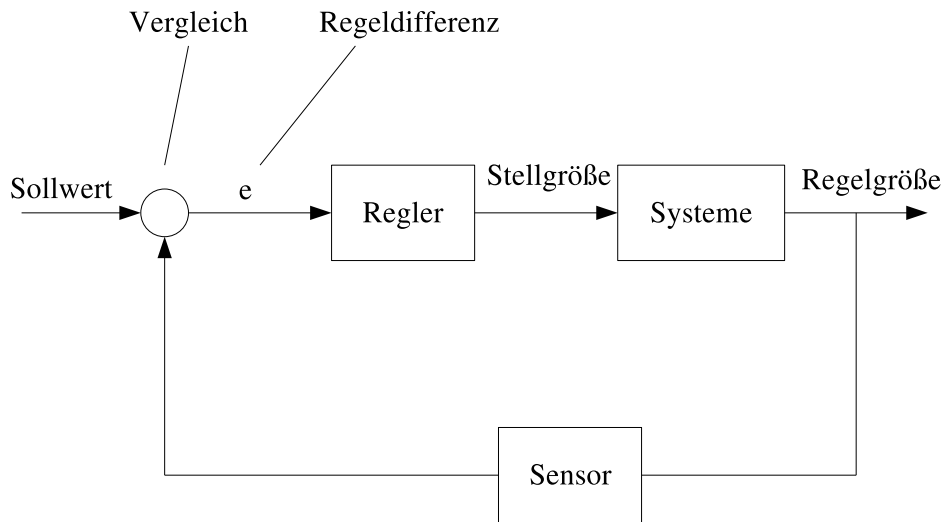 Vergleich
Regeldifferenz
Sollwert
e
Regler
Stellgröße
Systeme
Regelgröße
Sensor